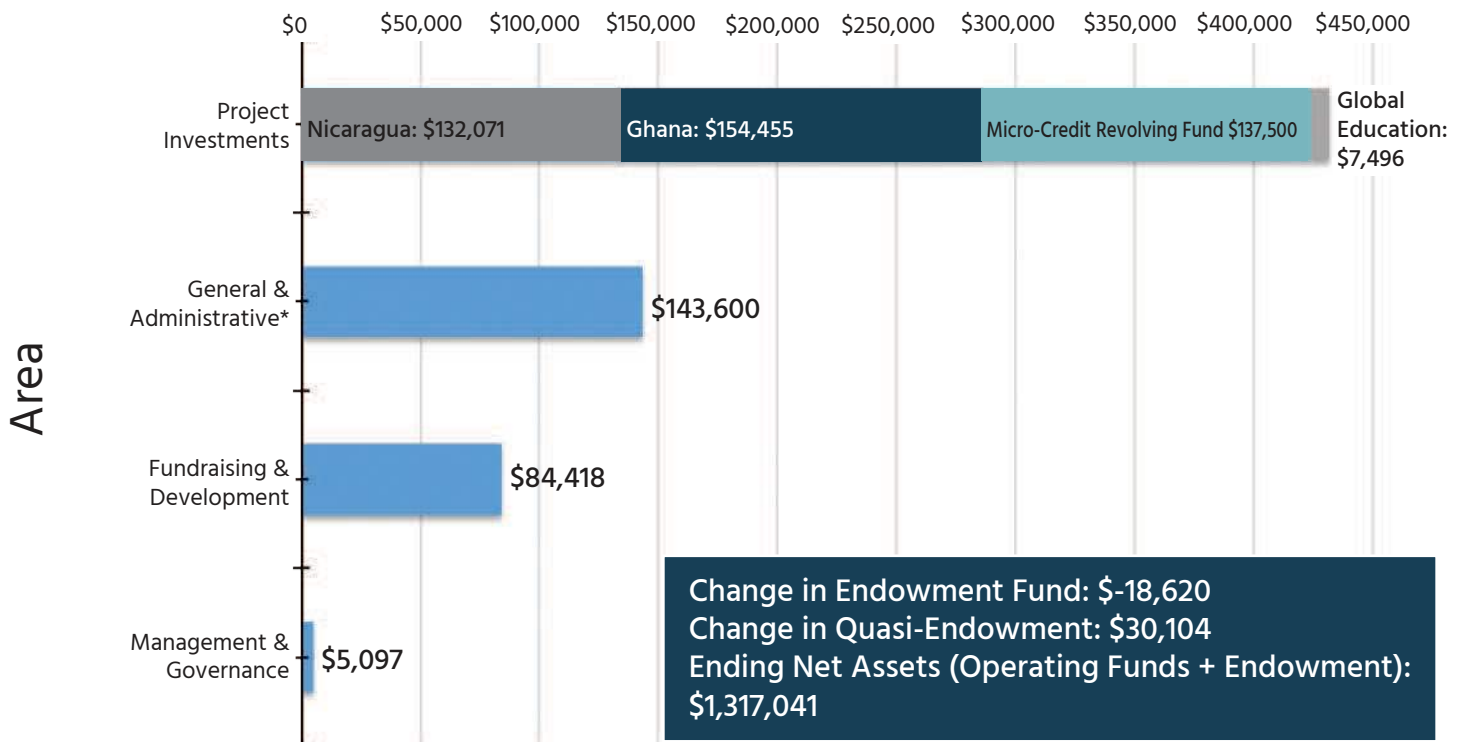 $0 $50,000 $100,000 $150,000 $200,000 $250,000 $300,000 $350,000 $400,000 $450,000
Project
Investments
Nicaragua: $132,071
Ghana: $154,455
Micro-Credit Revolving Fund $137,500
Global
Education:
$7,496
General &
Administrative*
$143,600
Area
Fundraising &
Development
$84,418
Management &
Governance
$5,097
Change in Endowment Fund: $-18,620
Change in Quasi-Endowment: $30,104
Ending Net Assets (Operating Funds + Endowment):
$1,317,041